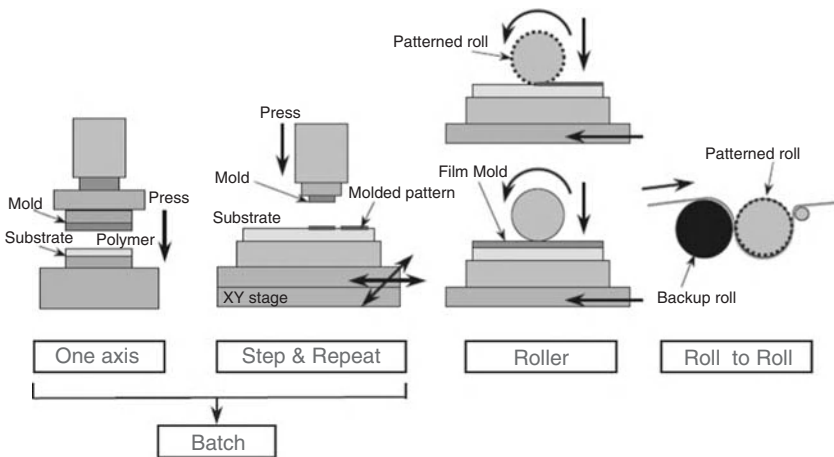 Patterned roll
Press
Mold
Molded pattern
Substrate
XY stage
Press
Mold
Substrate
Polymer
Film Mold
Patterned roll
Backup roll
One axis
Step & Repeat
Roller
Roll to Roll
Batch